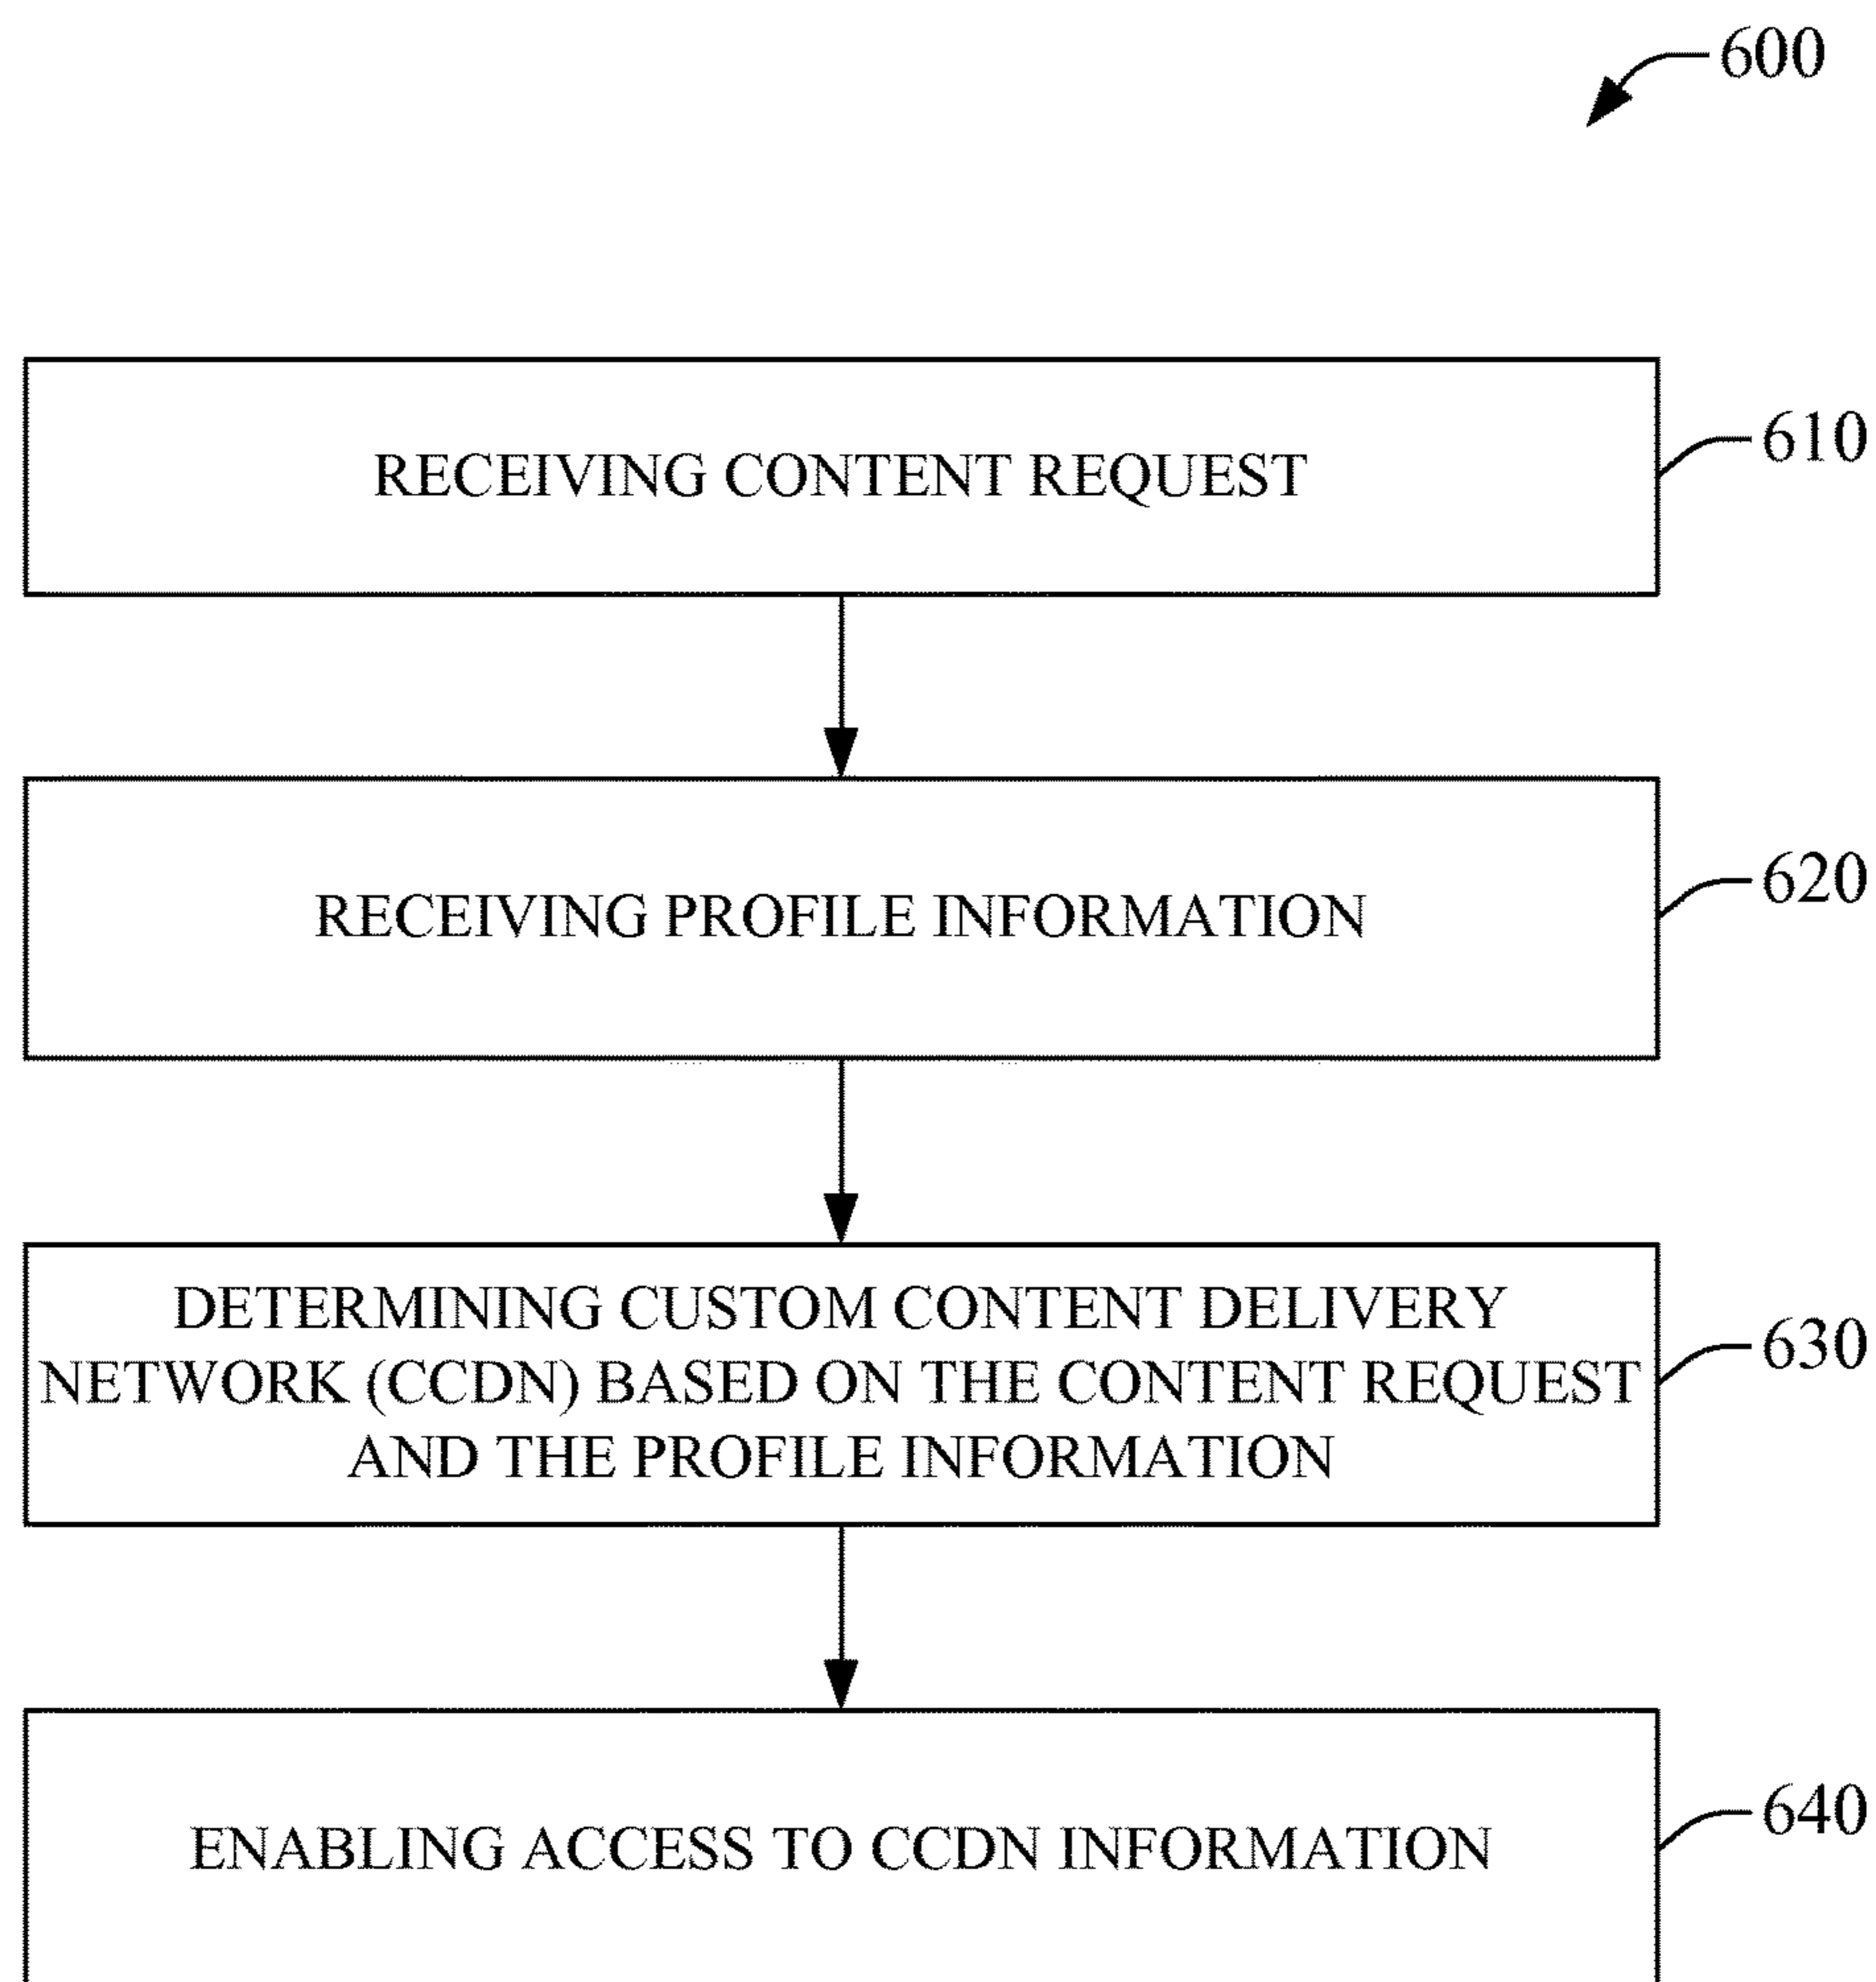 600
RECEIVING CONTENT REQUEST
610
RECEIVING PROFILE INFORMATION
620
DETERMINING CUSTOM CONTENT DELIVERY
NETWORK (CCDN) BASED ON THE CONTENT REQUEST
AND THE PROFILE INFORMATION
630
ENABLING ACCESS TO CCDN INFORMATION
640